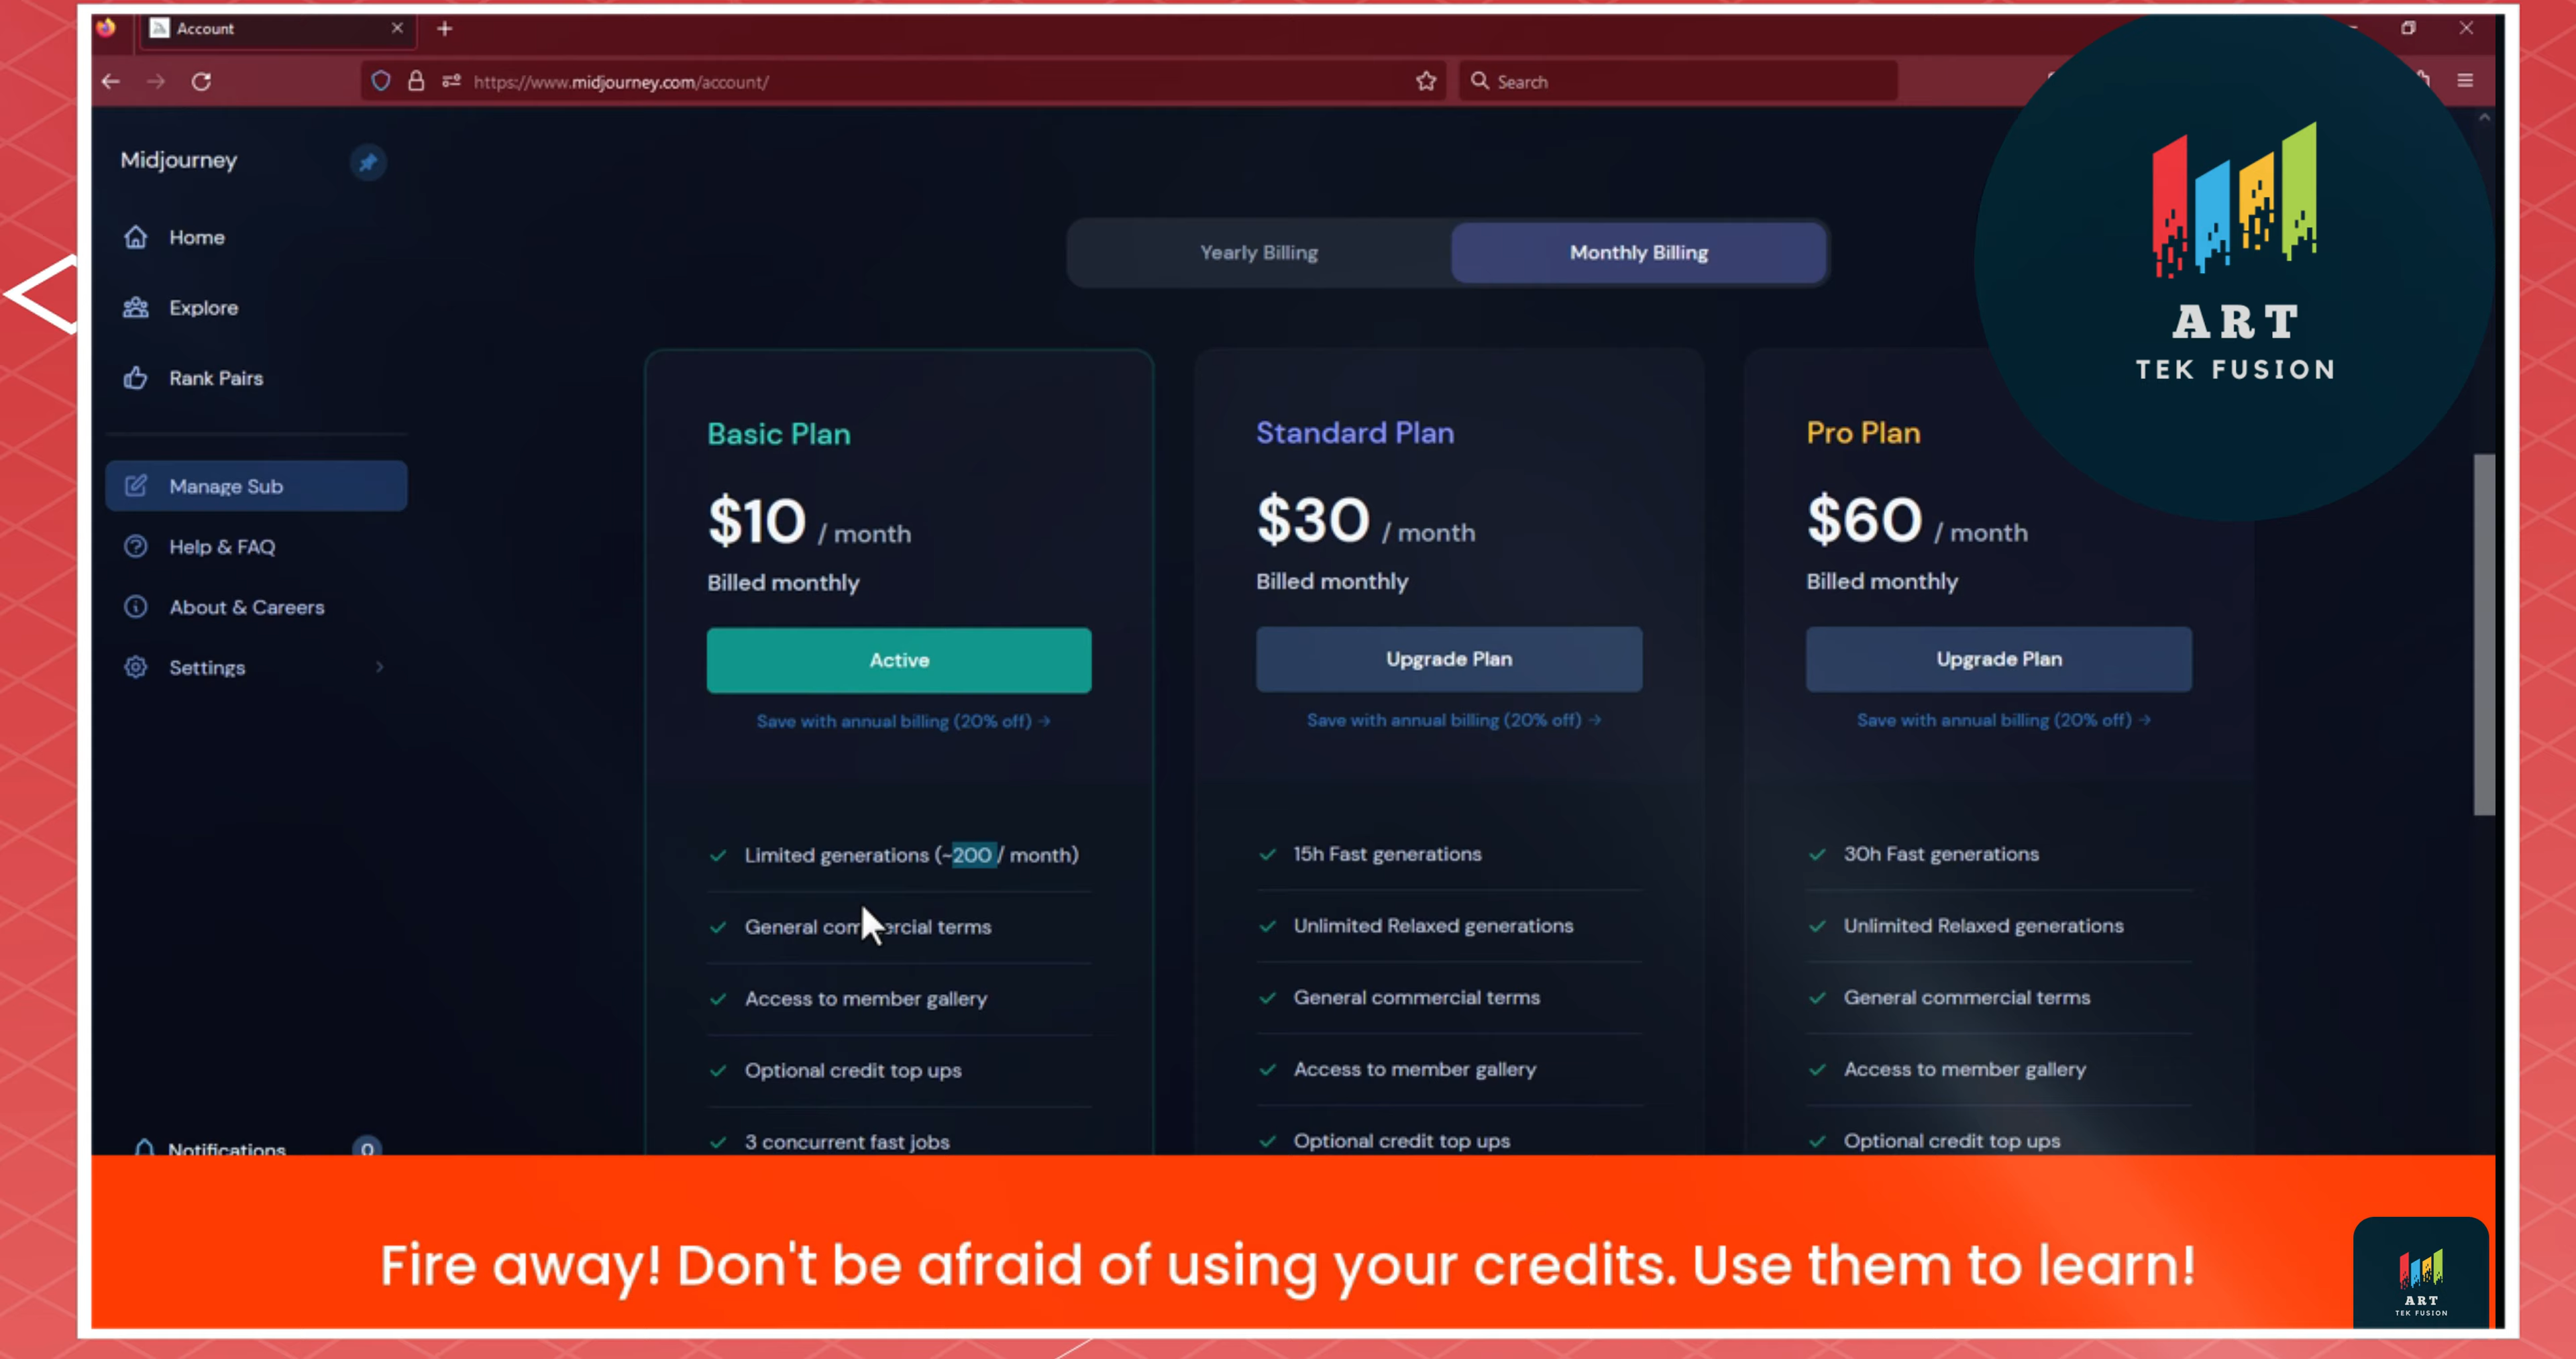 Account
https://www.midjourney.com/account/
Search
Midjourney
Home
Explore
Rank Pairs
Manage Sub
Help & FAQ
About & Careers
Settings
Notifications 0
Yearly Billing
Monthly Billing
Basic Plan
$10 / month
Billed monthly
Active
Save with annual billing (20% off) →
Limited generations (~200 / month)
General commercial terms
Access to member gallery
Optional credit top ups
3 concurrent fast jobs
Standard Plan
$30 / month
Billed monthly
Upgrade Plan
Save with annual billing (20% off) →
15h Fast generations
Unlimited Relaxed generations
General commercial terms
Access to member gallery
Optional credit top ups
Pro Plan
$60 / month
Billed monthly
Upgrade Plan
Save with annual billing (20% off) →
30h Fast generations
Unlimited Relaxed generations
General commercial terms
Access to member gallery
Optional credit top ups
ART
TEK FUSION
Fire away! Don't be afraid of using your credits. Use them to learn!
ART
TEK FUSION